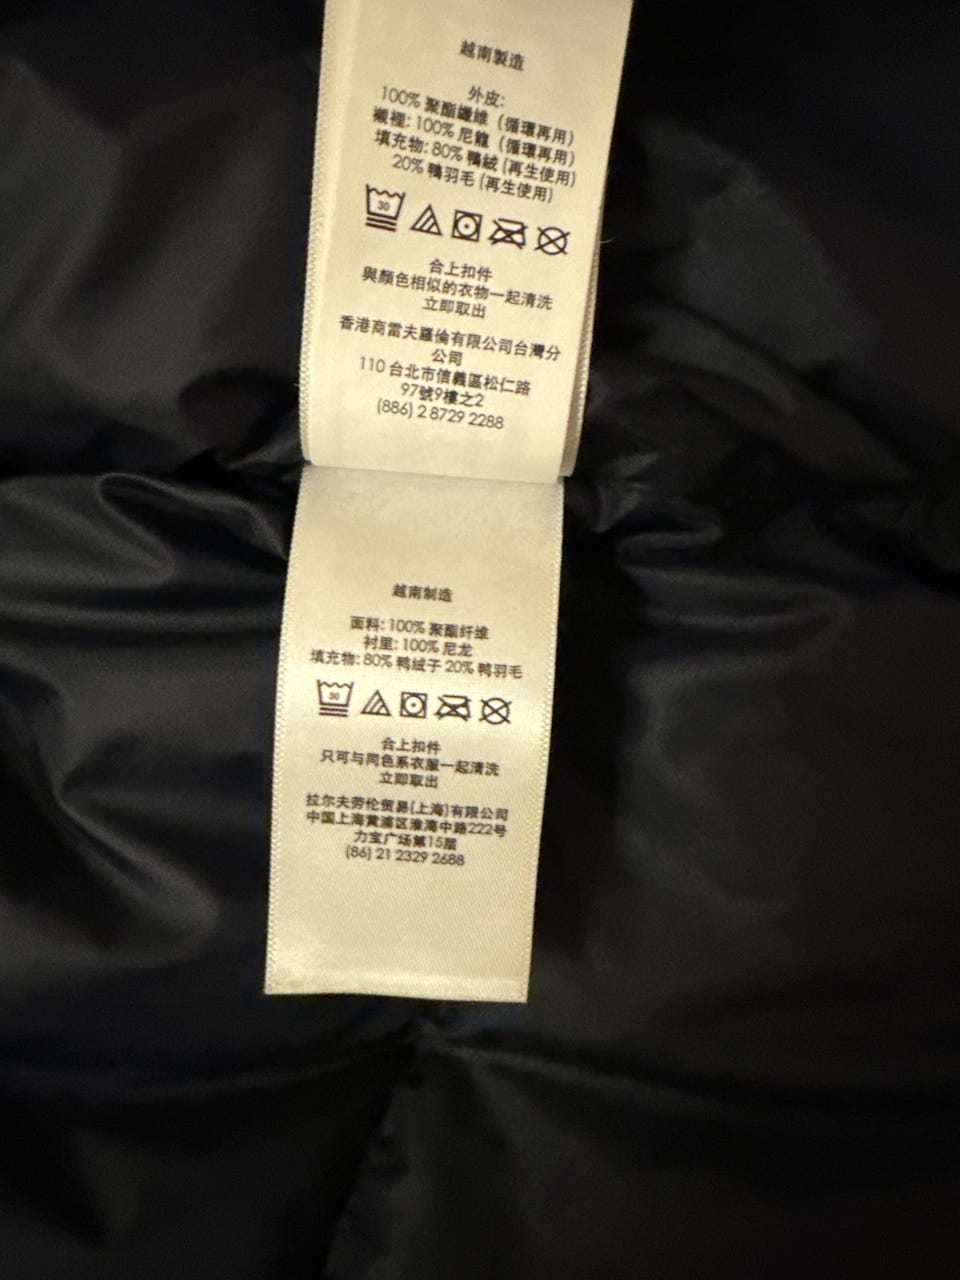 越南製造
外皮:
100% 聚酯纖維 (循環再用)
襯裡: 100% 尼龍 (循環再用)
填充物: 80% 鴨絨 (再生使用)
20% 鴨羽毛 (再生使用)
30
合上扣件
與顏色相似的衣物一起清洗
立即取出
香港商雷夫羅倫有限公司台灣分
公司
110 台北市信義區松仁路
97號9樓之2
(886) 2 8729 2288
越南制造
面料: 100% 聚酯纤维
衬里: 100% 尼龙
填充物: 80% 鸭绒子 20% 鸭羽毛
30
合上扣件
只可与同色系衣服一起清洗
立即取出
拉尔夫劳伦贸易(上海)有限公司
中国上海黄浦区淮海中路222号
力宝广场第15层
(86) 21 2329 2688